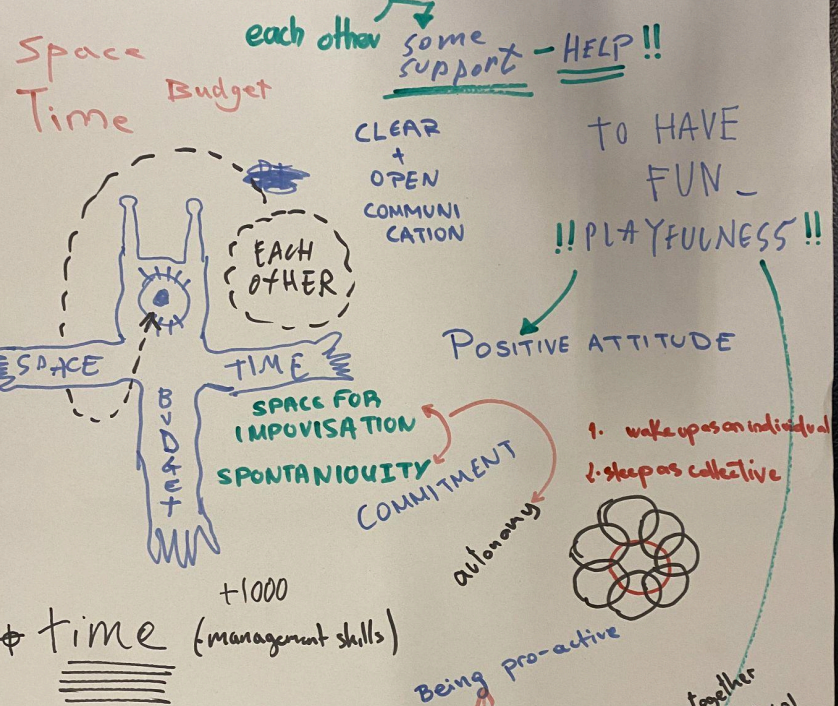 each other
some
support - HELP !!
Space
Time
Budget
CLEAR
+
OPEN
COMMUNI
CATION
TO HAVE
FUN _
!! PLAYFULNESS !!
EACH
OtHER
POSITIVE ATTITUDE
SPACE
TIME
BUDGET
SPACE FOR
IMPOVISATION
SPONTANIOUITY
COMMITMENT
autonomy
1. wake up as an individual
2. sleep as collective
+1000
+ time (-management skills)
Being pro-active
together